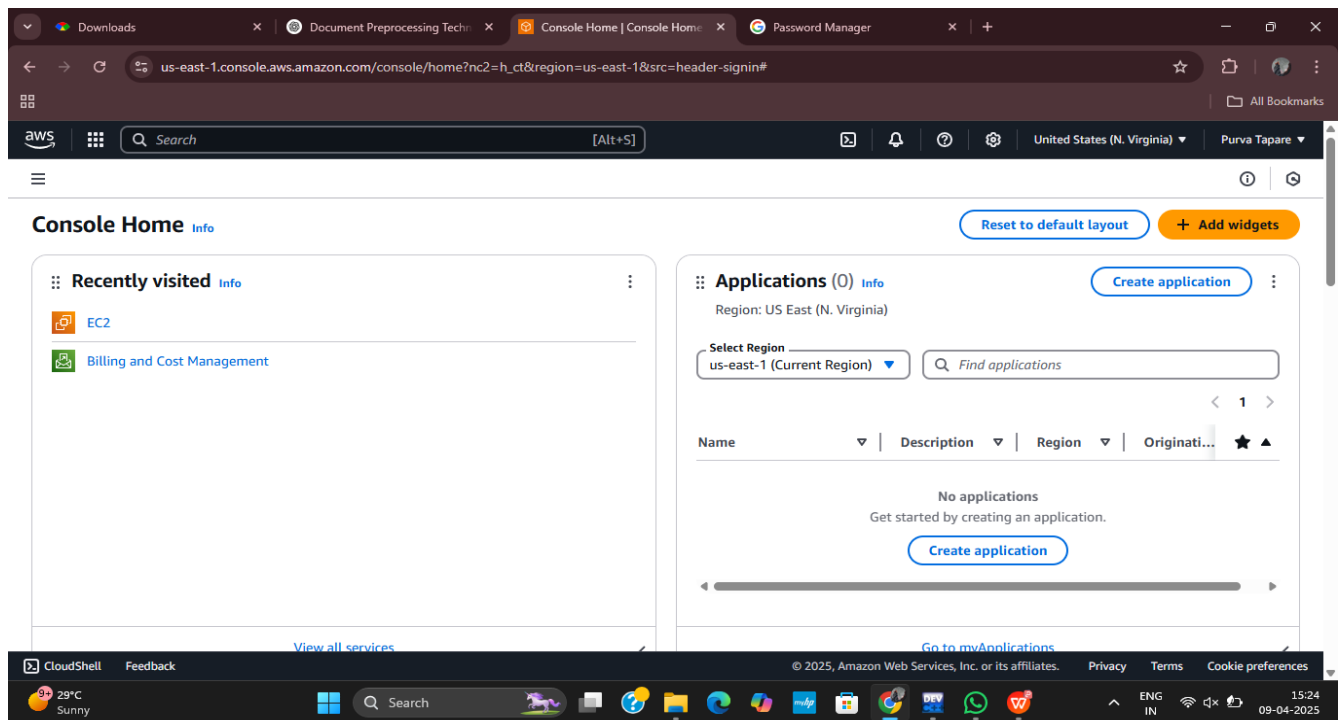 Downloads
Document Preprocessing Techn
Console Home | Console Home
Password Manager
us-east-1.console.aws.amazon.com/console/home?nc2=h_ct&region=us-east-1&src=header-signin#
All Bookmarks
aws
Search
[Alt+S]
United States (N. Virginia)
Purva Tapare
Console Home Info
Reset to default layout
+ Add widgets
Recently visited Info
EC2
Billing and Cost Management
View all services
Applications (0) Info
Create application
Region: US East (N. Virginia)
Select Region
us-east-1 (Current Region)
Find applications
1
Name Description Region Originati...
No applications
Get started by creating an application.
Create application
Go to myApplications
CloudShell Feedback
© 2025, Amazon Web Services, Inc. or its affiliates. Privacy Terms Cookie preferences
9+
29°C
Sunny
Search
myhp
DEV
ENG
IN
15:24
09-04-2025